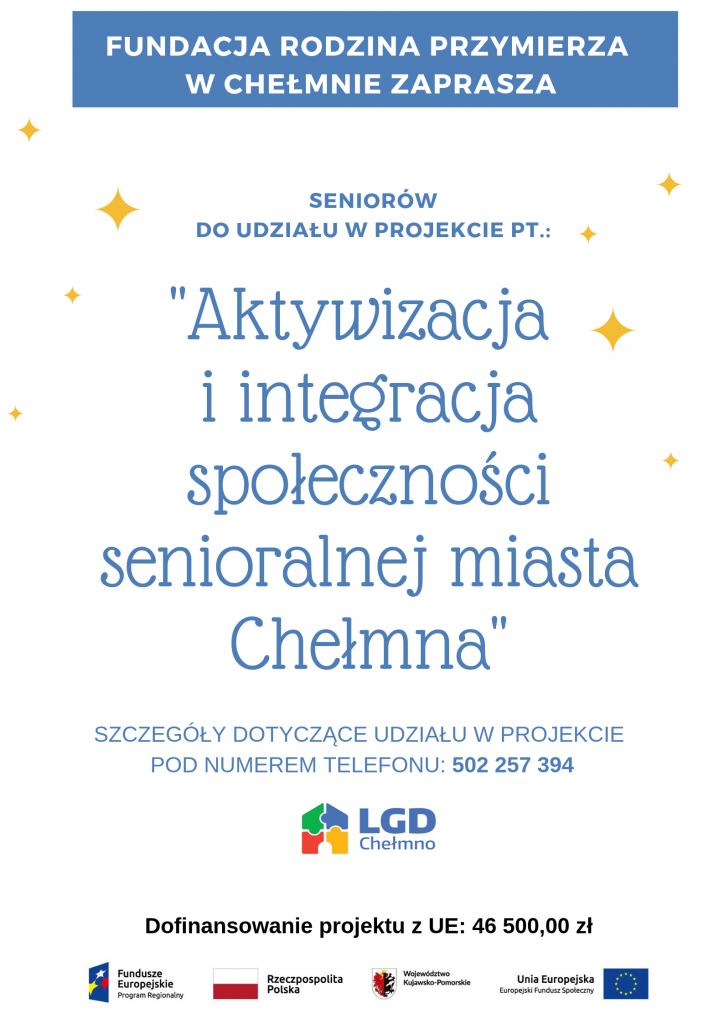 FUNDACJA RODZINA PRZYMIERZA
W CHEŁMNIE ZAPRASZA
SENIORÓW
DO UDZIAŁU W PROJEKCIE PT.:
"Aktywizacja
i integracja
społeczności
senioralnej miasta
Chełmna"
SZCZEGÓŁY DOTYCZĄCE UDZIAŁU W PROJEKCIE
POD NUMEREM TELEFONU: 502 257 394
LGD
Chełmno
Dofinansowanie projektu z UE: 46 500,00 zł
Fundusze
Europejskie
Program Regionalny
Rzeczpospolita
Polska
Województwo
Kujawsko-Pomorskie
Unia Europejska
Europejski Fundusz Społeczny